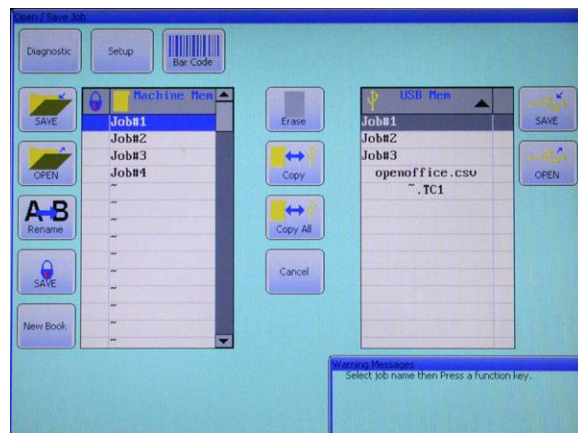 Open / Save Job
Diagnostic
Setup
Bar Code
Machine Mem
USB Mem
SAVE
Job#1
Job#2
Job#3
Job#4
~
~
~
~
~
~
~
~
~
~
OPEN
A↔B
Rename
SAVE
New Book
Erase
Copy
Copy All
Cancel
Job#1
Job#2
Job#3
openoffice.csv
~.TC1
SAVE
OPEN
Warning Messages
Select job name then Press a function key.